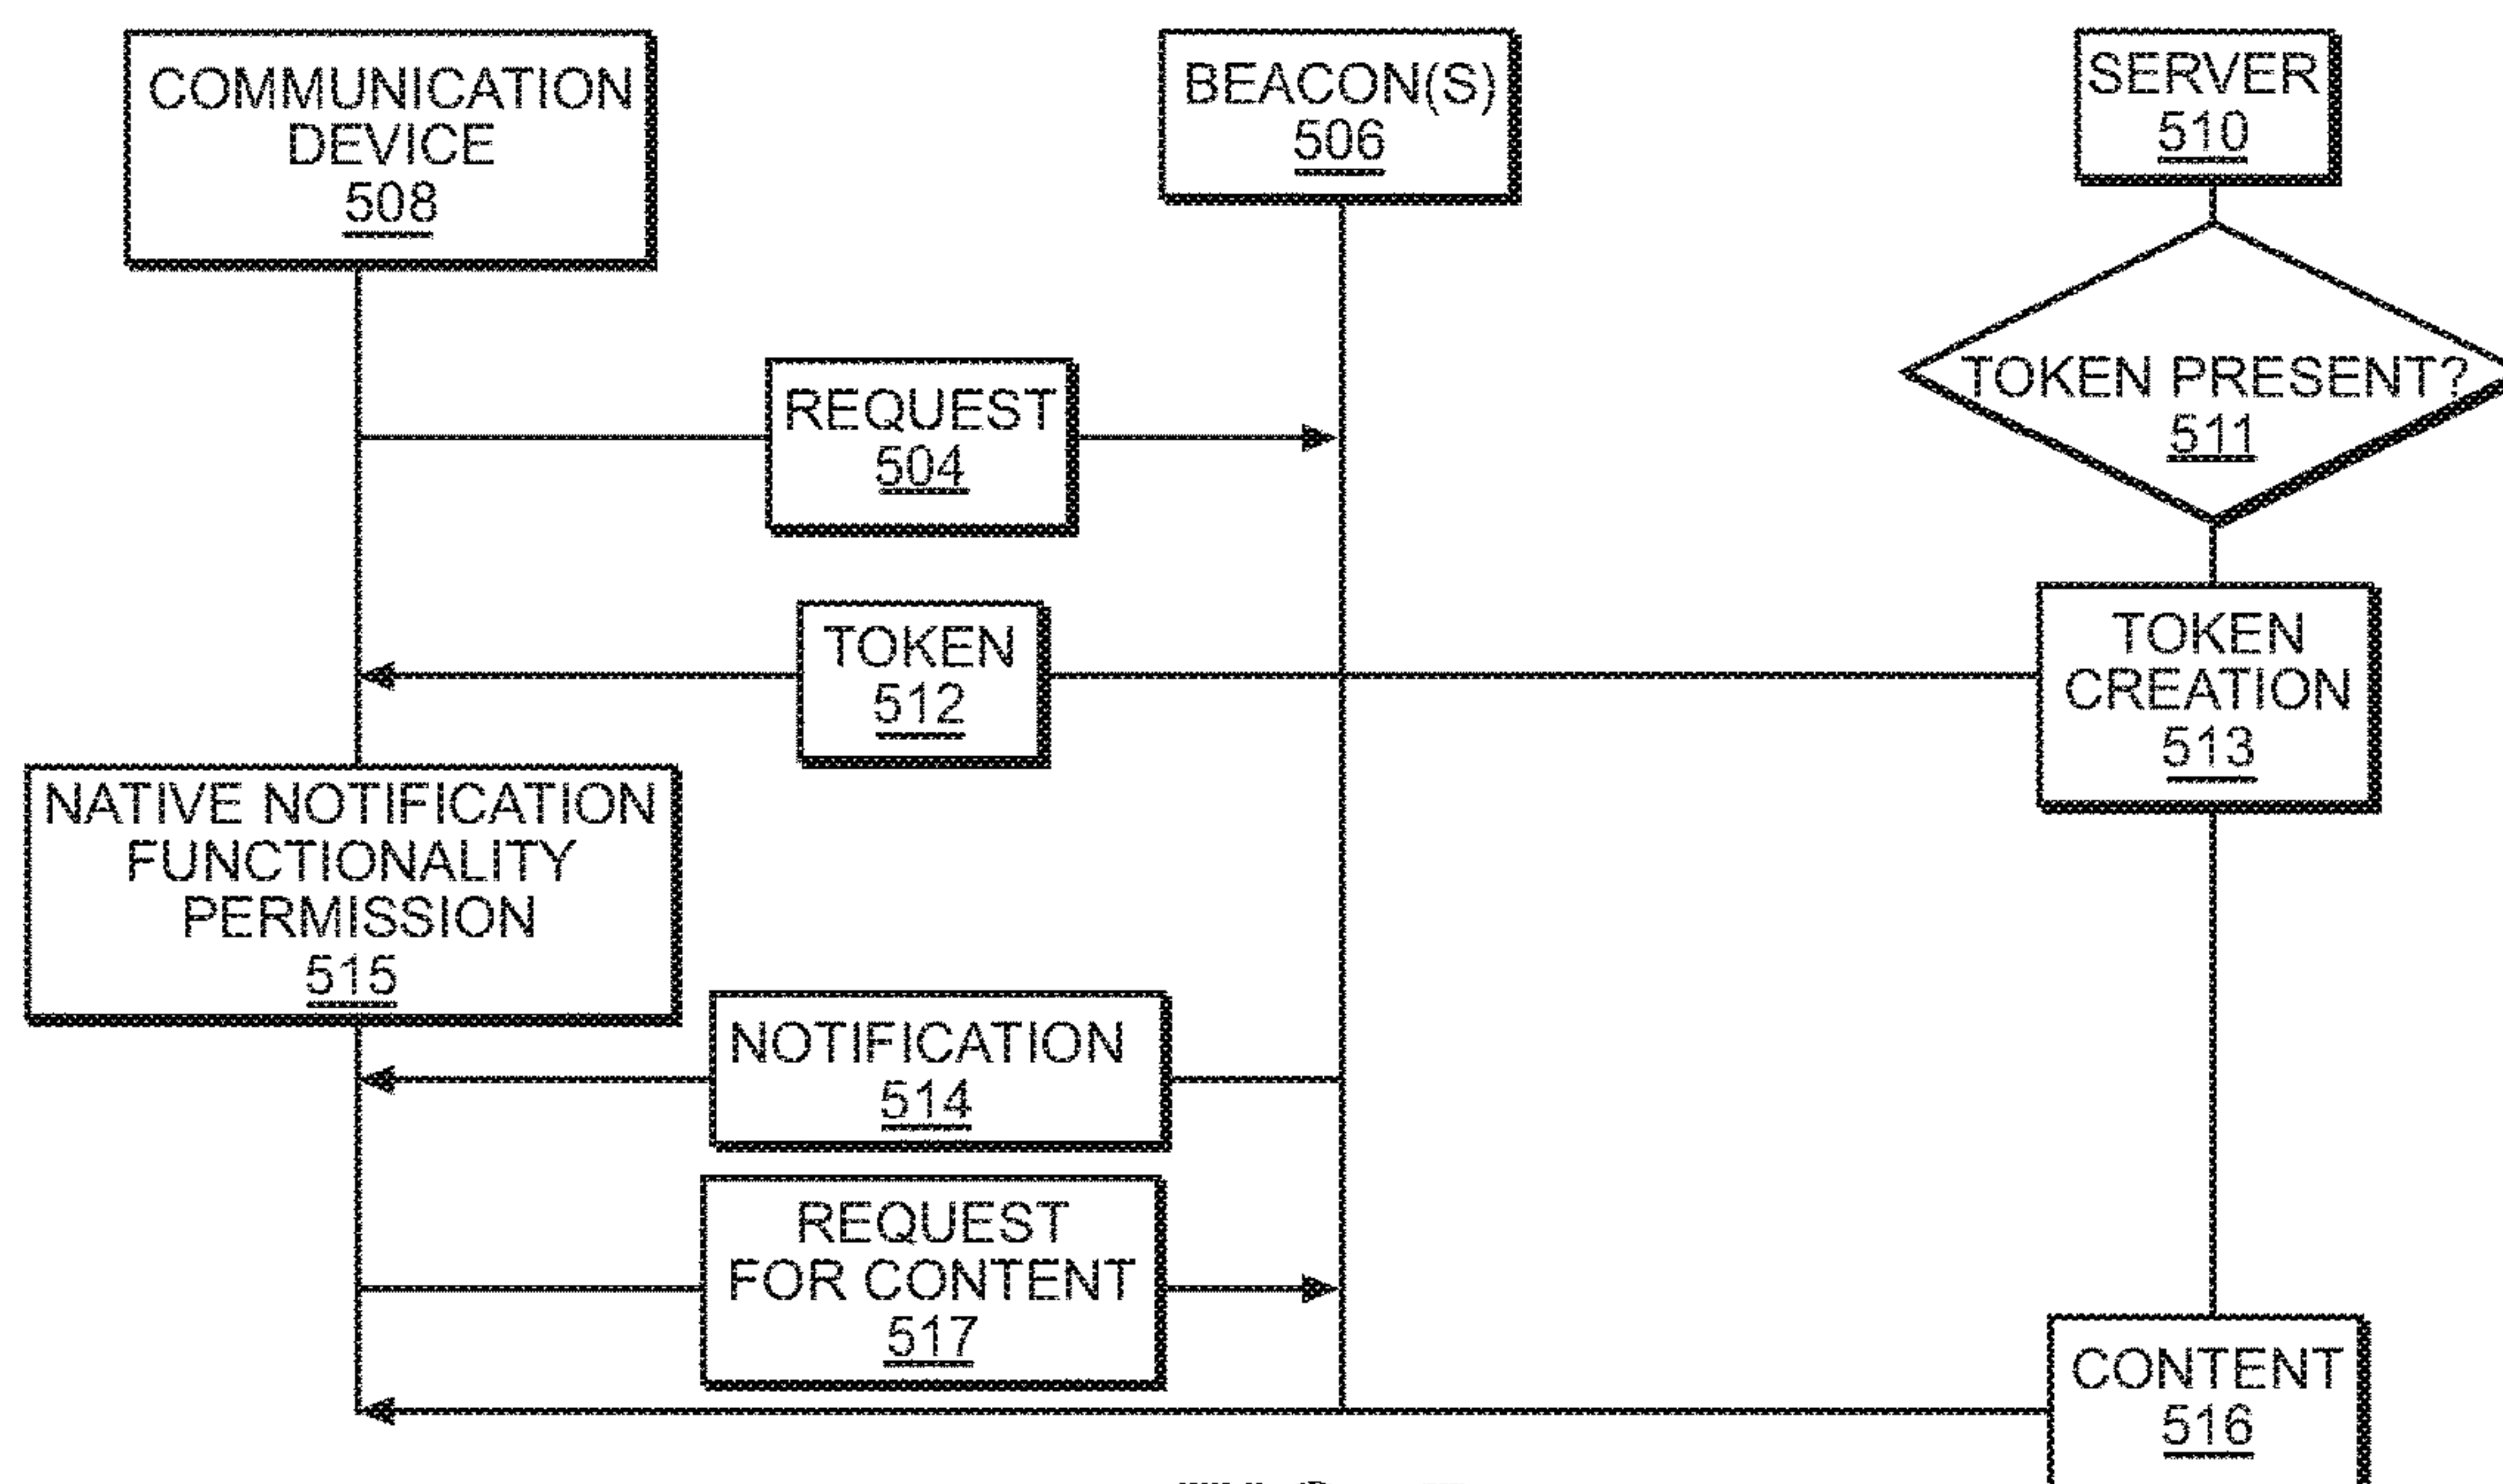 COMMUNICATION
DEVICE
508
BEACON(S)
506
SERVER
510
TOKEN PRESENT?
511
REQUEST
504
TOKEN
512
TOKEN
CREATION
513
NATIVE NOTIFICATION
FUNCTIONALITY
PERMISSION
515
NOTIFICATION
514
REQUEST
FOR CONTENT
517
CONTENT
516